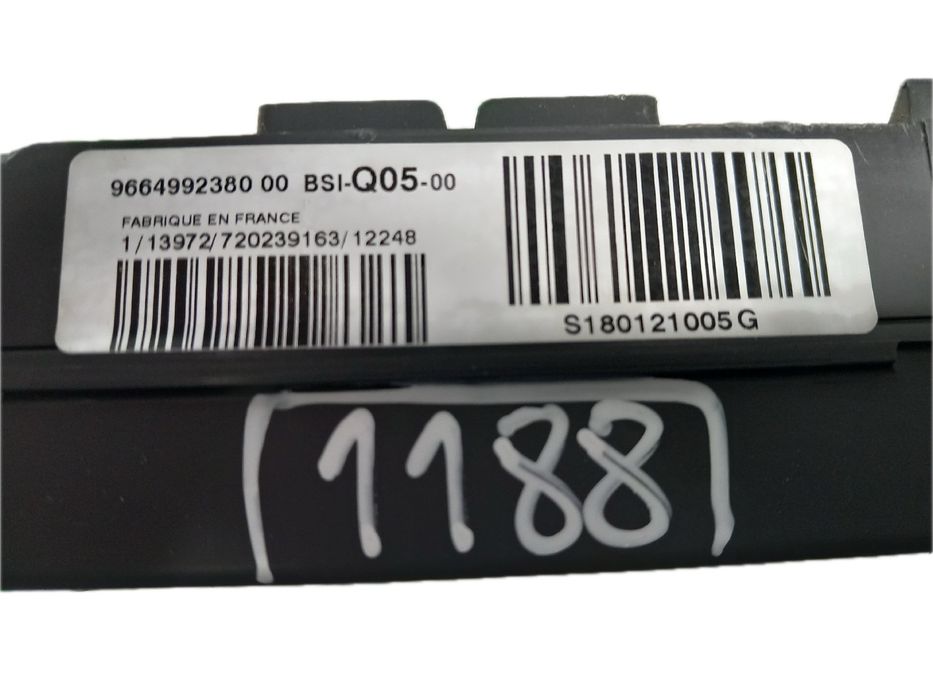 9664992380 00 BSI-Q05-00
FABRIQUE EN FRANCE
1/13972/720239163/12248
S180121005G
1188